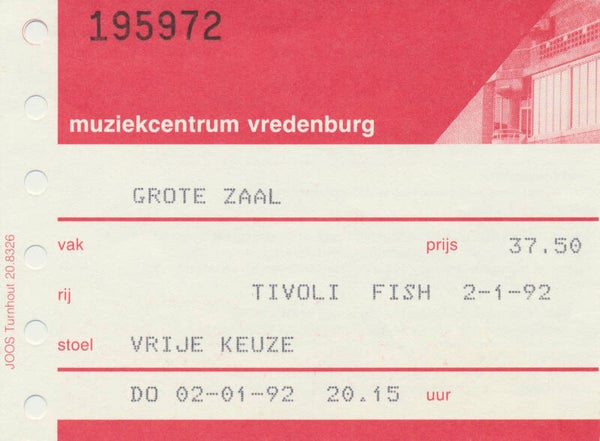 195972
muziekcentrum vredenburg
GROTE ZAAL
vak prijs 37.50
rij TIVOLI FISH 2-1-92
stoel VRIJE KEUZE
DO 02-01-92 20.15 uur
JOOS Turnhout 20.8326